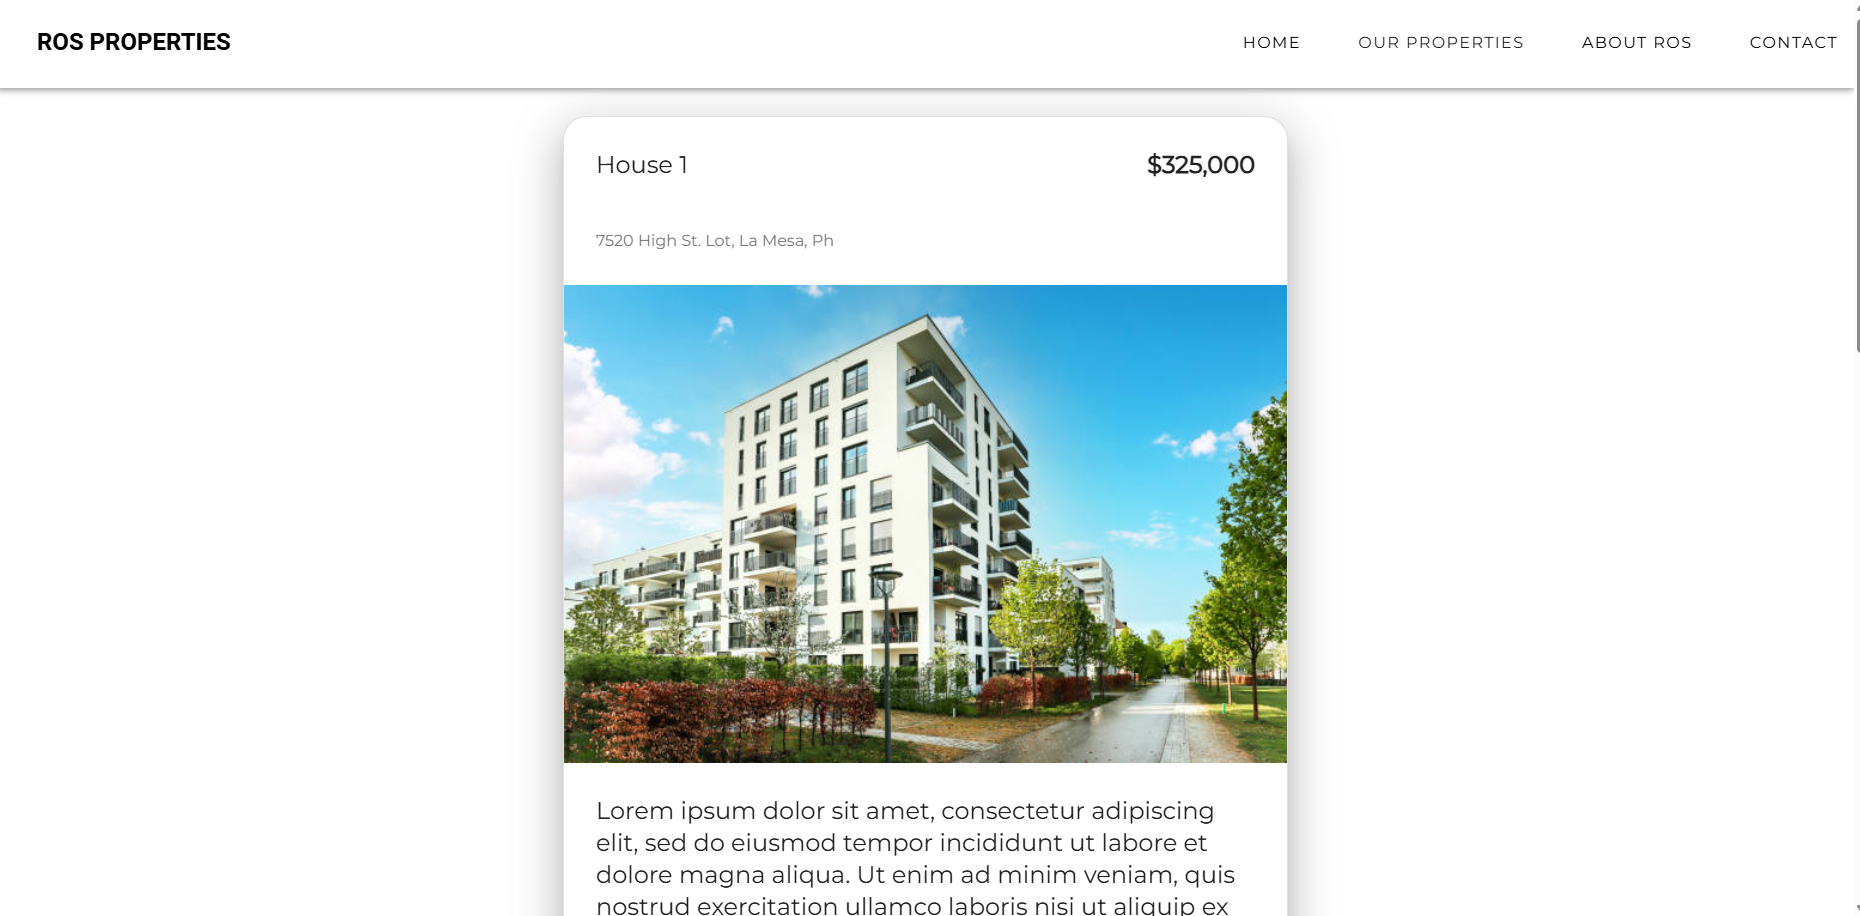 ROS PROPERTIES
HOME OUR PROPERTIES ABOUT ROS CONTACT
House 1 $325,000
7520 High St. Lot, La Mesa, Ph
Lorem ipsum dolor sit amet, consectetur adipiscing
elit, sed do eiusmod tempor incididunt ut labore et
dolore magna aliqua. Ut enim ad minim veniam, quis
nostrud exercitation ullamco laboris nisi ut aliquip ex